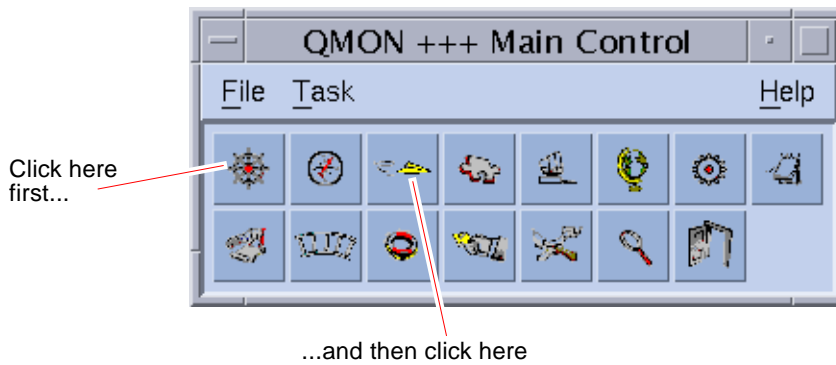 QMON +++ Main Control
File Task Help
Click here
first...
...and then click here